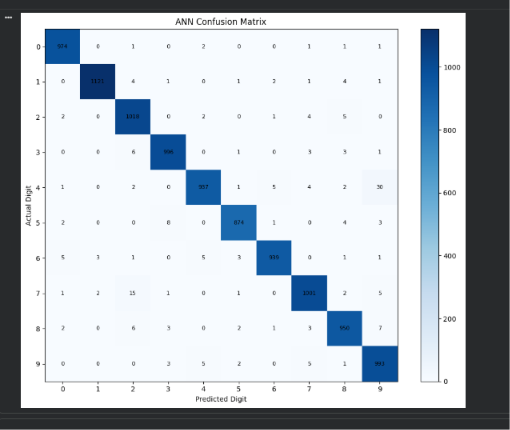 ANN Confusion Matrix
0 974 0 1 0 2 0 0 1 1 1
1 0 1121 4 1 0 1 2 1 4 1
2 2 0 1018 0 2 0 1 4 5 0
3 0 0 6 996 0 1 0 3 3 1
4 1 0 2 0 937 1 5 4 2 30
5 2 0 0 8 0 874 1 0 4 3
6 5 3 1 0 5 3 939 0 1 1
7 1 2 15 1 0 1 0 1001 2 5
8 2 0 6 3 0 2 1 3 950 7
9 0 0 0 3 5 2 0 5 1 993
0 1 2 3 4 5 6 7 8 9
Predicted Digit
Actual Digit
1000
800
600
400
200
0